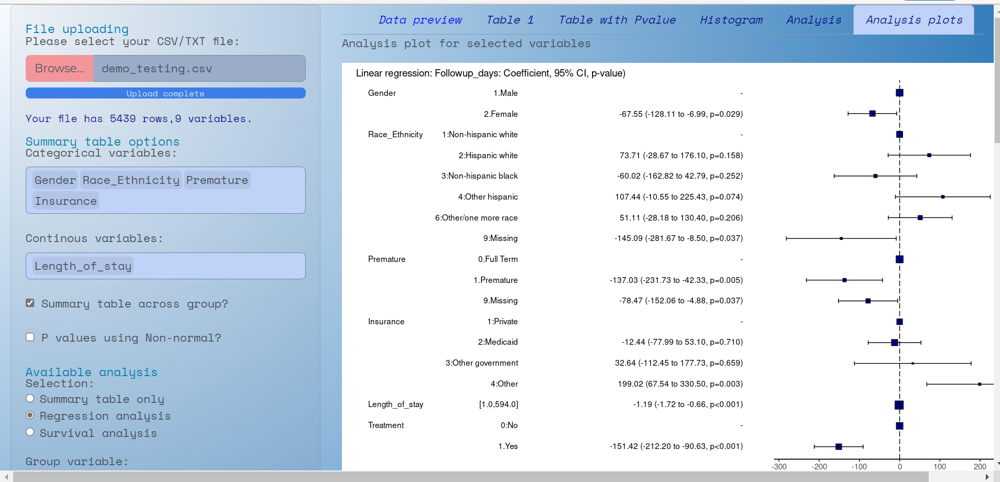 File uploading
Please select your CSV/TXT file:
Browse...
demo_testing.csv
Upload complete
Your file has 5439 rows,9 variables.
Summary table options
Categorical variables:
Gender Race_Ethnicity Premature
Insurance
Continous variables:
Length_of_stay
Summary table across group?
P values using Non-normal?
Available analysis
Selection:
Summary table only
Regression analysis
Survival analysis
Group variable:
Data preview Table 1 Table with Pvalue Histogram Analysis Analysis plots
Analysis plot for selected variables
Linear regression: Followup_days: Coefficient, 95% CI, p-value)
Gender 1.Male -
2.Female -67.55 (-128.11 to -6.99, p=0.029)
Race_Ethnicity 1:Non-hispanic white -
2:Hispanic white 73.71 (-28.67 to 176.10, p=0.158)
3:Non-hispanic black -60.02 (-162.82 to 42.79, p=0.252)
4:Other hispanic 107.44 (-10.55 to 225.43, p=0.074)
6:Other/one more race 51.11 (-28.18 to 130.40, p=0.206)
9:Missing -145.09 (-281.67 to -8.50, p=0.037)
Premature 0.Full Term -
1.Premature -137.03 (-231.73 to -42.33, p=0.005)
9.Missing -78.47 (-152.06 to -4.88, p=0.037)
Insurance 1:Private -
2:Medicaid -12.44 (-77.99 to 53.10, p=0.710)
3:Other government 32.64 (-112.45 to 177.73, p=0.659)
4:Other 199.02 (67.54 to 330.50, p=0.003)
Length_of_stay [1.0,594.0] -1.19 (-1.72 to -0.66, p<0.001)
Treatment 0:No -
1.Yes -151.42 (-212.20 to -90.63, p<0.001)
-300 -200 -100 0 100 200